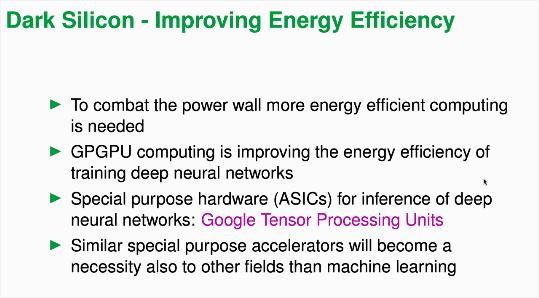 Dark Silicon - Improving Energy Efficiency
To combat the power wall more energy efficient computing
is needed
GPGPU computing is improving the energy efficiency of
training deep neural networks
Special purpose hardware (ASICs) for inference of deep
neural networks: Google Tensor Processing Units
Similar special purpose accelerators will become a
necessity also to other fields than machine learning